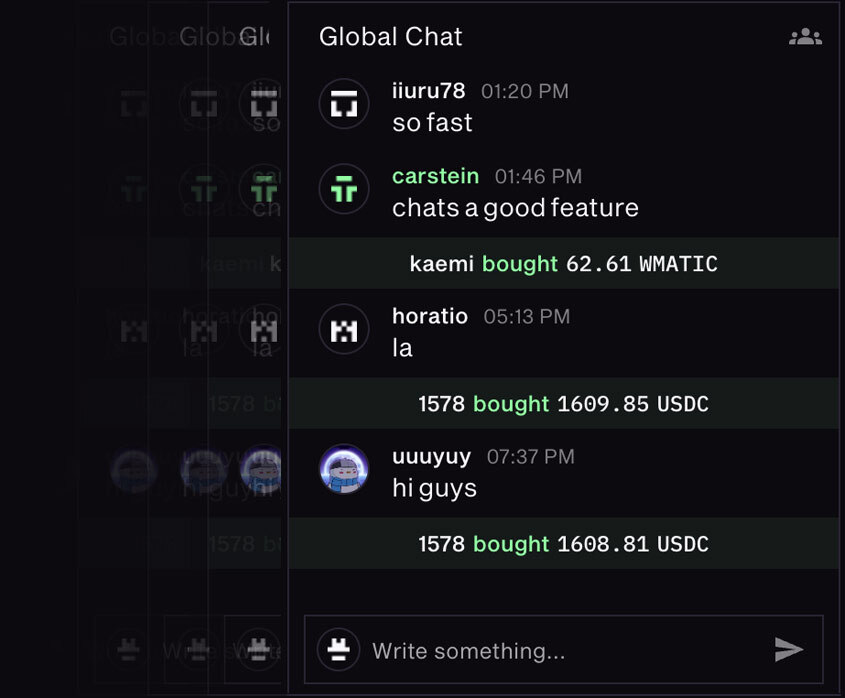 Global Chat
iiuru78 01:20 PM
so fast
carstein 01:46 PM
chats a good feature
kaemi bought 62.61 WMATIC
horatio 05:13 PM
la
1578 bought 1609.85 USDC
uuuyuy 07:37 PM
hi guys
1578 bought 1608.81 USDC
Write something...